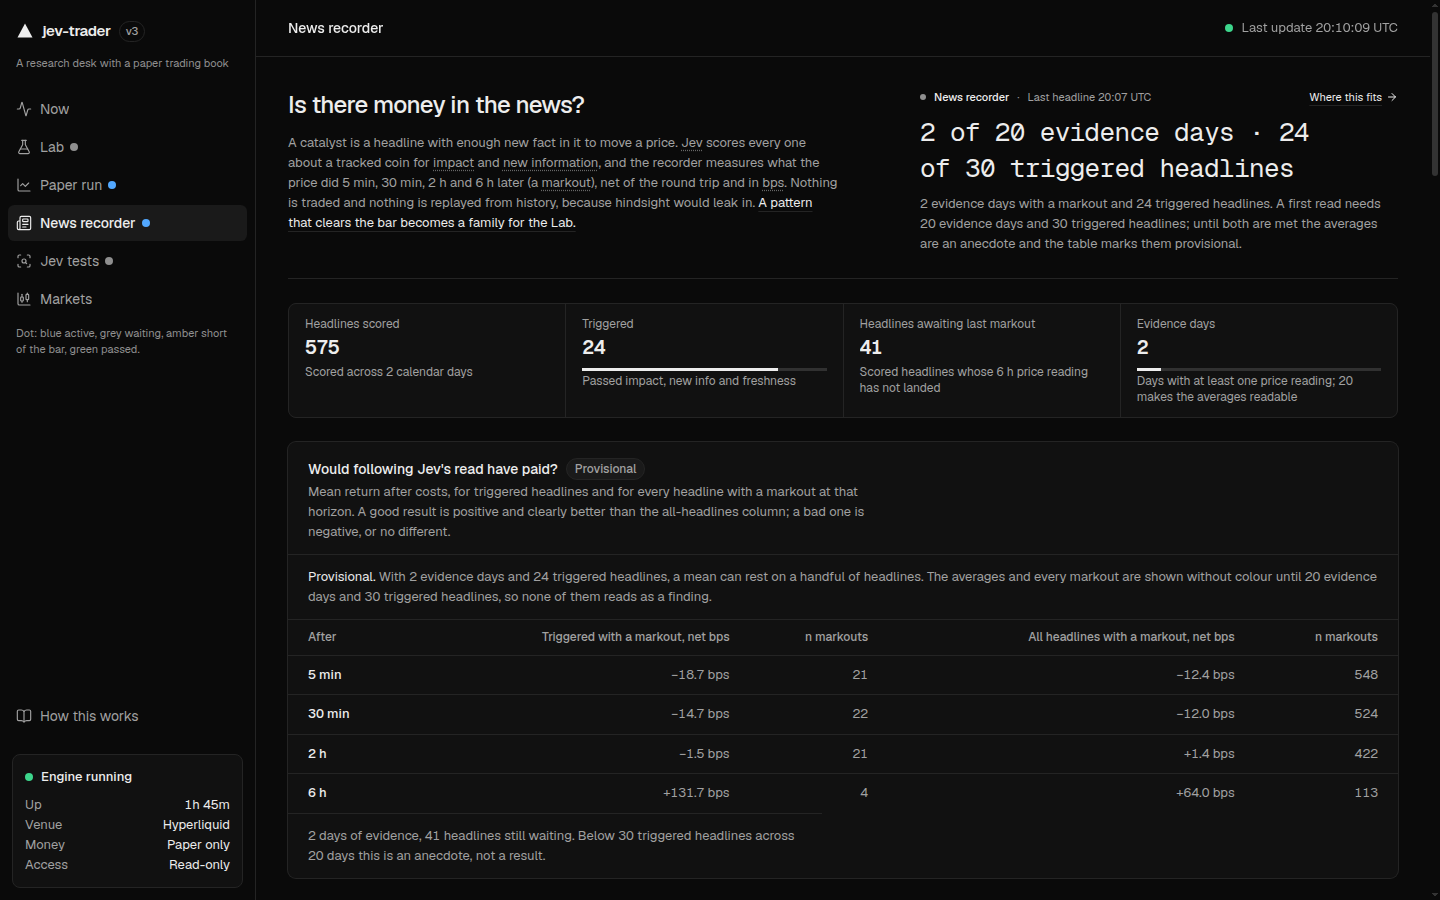 jev-trader v3
A research desk with a paper trading book
Now
Lab
Paper run
News recorder
Jev tests
Markets
Dot: blue active, grey waiting, amber short
of the bar, green passed.
How this works
Engine running
Up 1h 45m
Venue Hyperliquid
Money Paper only
Access Read-only
News recorder
Last update 20:10:09 UTC
Is there money in the news?
A catalyst is a headline with enough new fact in it to move a price. Jev scores every one
about a tracked coin for impact and new information, and the recorder measures what the
price did 5 min, 30 min, 2 h and 6 h later (a markout), net of the round trip and in bps. Nothing
is traded and nothing is replayed from history, because hindsight would leak in. A pattern
that clears the bar becomes a family for the Lab.
News recorder · Last headline 20:07 UTC
Where this fits →
2 of 20 evidence days · 24
of 30 triggered headlines
2 evidence days with a markout and 24 triggered headlines. A first read needs
20 evidence days and 30 triggered headlines; until both are met the averages
are an anecdote and the table marks them provisional.
Headlines scored
575
Scored across 2 calendar days
Triggered
24
Passed impact, new info and freshness
Headlines awaiting last markout
41
Scored headlines whose 6 h price reading
has not landed
Evidence days
2
Days with at least one price reading; 20
makes the averages readable
Would following Jev's read have paid? Provisional
Mean return after costs, for triggered headlines and for every headline with a markout at that
horizon. A good result is positive and clearly better than the all-headlines column; a bad one is
negative, or no different.
Provisional. With 2 evidence days and 24 triggered headlines, a mean can rest on a handful of headlines. The averages and every markout are shown without colour until 20 evidence
days and 30 triggered headlines, so none of them reads as a finding.
After Triggered with a markout, net bps n markouts All headlines with a markout, net bps n markouts
5 min −18.7 bps 21 −12.4 bps 548
30 min −14.7 bps 22 −12.0 bps 524
2 h −1.5 bps 21 +1.4 bps 422
6 h +131.7 bps 4 +64.0 bps 113
2 days of evidence, 41 headlines still waiting. Below 30 triggered headlines across
20 days this is an anecdote, not a result.